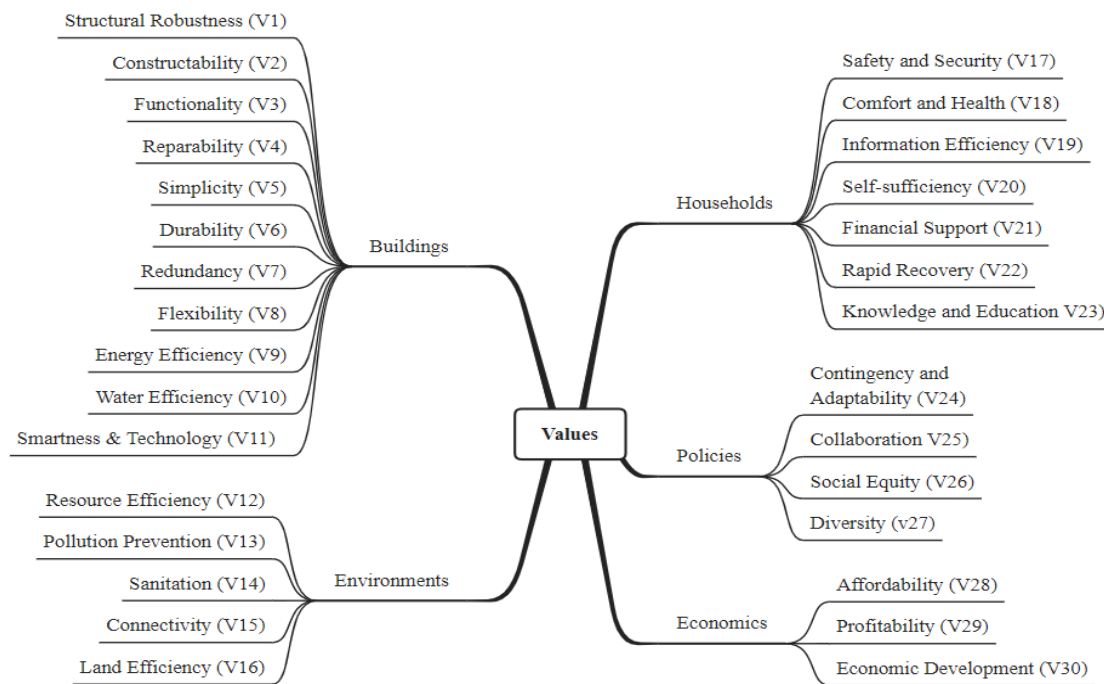 Structural Robustness (V1)
Constructability (V2)
Functionality (V3)
Reparability (V4)
Simplicity (V5)
Durability (V6)
Redundancy (V7)
Flexibility (V8)
Energy Efficiency (V9)
Water Efficiency (V10)
Smartness & Technology (V11)
Buildings
Resource Efficiency (V12)
Pollution Prevention (V13)
Sanitation (V14)
Connectivity (V15)
Land Efficiency (V16)
Environments
Values
Households
Safety and Security (V17)
Comfort and Health (V18)
Information Efficiency (V19)
Self-sufficiency (V20)
Financial Support (V21)
Rapid Recovery (V22)
Knowledge and Education V23)
Policies
Contingency and
Adaptability (V24)
Collaboration V25)
Social Equity (V26)
Diversity (v27)
Economics
Affordability (V28)
Profitability (V29)
Economic Development (V30)